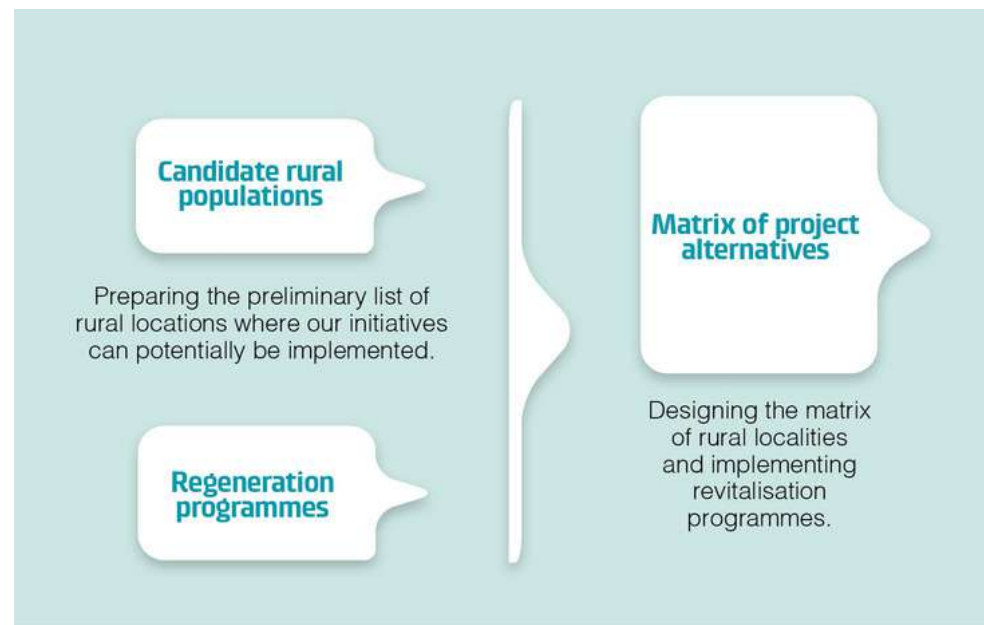 Candidate rural
populations
Preparing the preliminary list of
rural locations where our initiatives
can potentially be implemented.
Regeneration
programmes
Matrix of project
alternatives
Designing the matrix
of rural localities
and implementing
revitalisation
programmes.